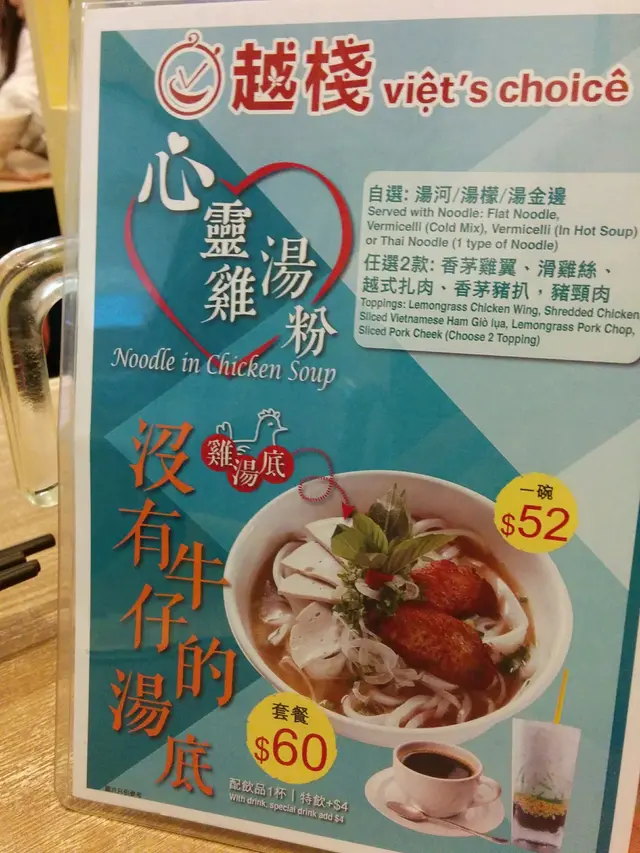 越棧 việt's choicê
心靈雞湯粉
Noodle in Chicken Soup
自選: 湯河/湯檬/湯金邊
Served with Noodle: Flat Noodle,
Vermicelli (Cold Mix), Vermicelli (In Hot Soup)
or Thai Noodle (1 type of Noodle)
任選2款: 香茅雞翼、滑雞絲、
越式扎肉、香茅豬扒，豬頸肉
Toppings: Lemongrass Chicken Wing, Shredded Chicken
Sliced Vietnamese Ham Giò lụa, Lemongrass Pork Chop,
Sliced Pork Cheek (Choose 2 Topping)
沒有牛仔的湯底
雞湯底
一碗
$52
套餐
$60
配飲品1杯 | 特飲+$4
With drink, special drink add $4